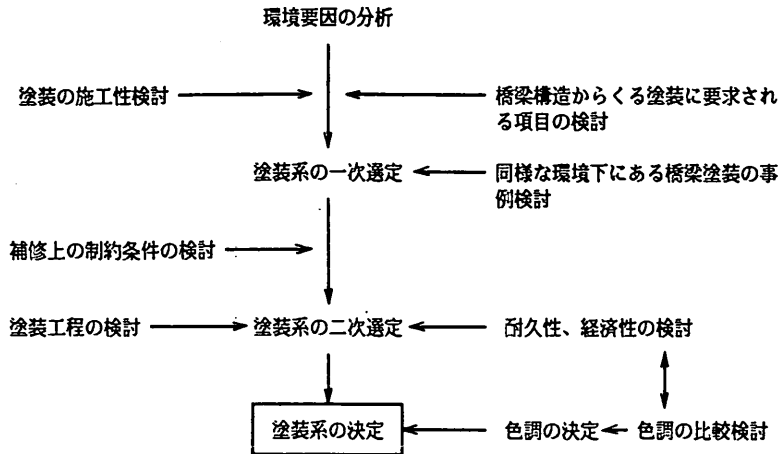 環境要因の分析
塗装の施工性検討
橋梁構造からくる塗装に要求され
る項目の検討
塗装系の一次選定
同様な環境下にある橋梁塗装の事
例検討
補修上の制約条件の検討
塗装工程の検討
塗装系の二次選定
耐久性、経済性の検討
塗装系の決定
色調の決定
色調の比較検討